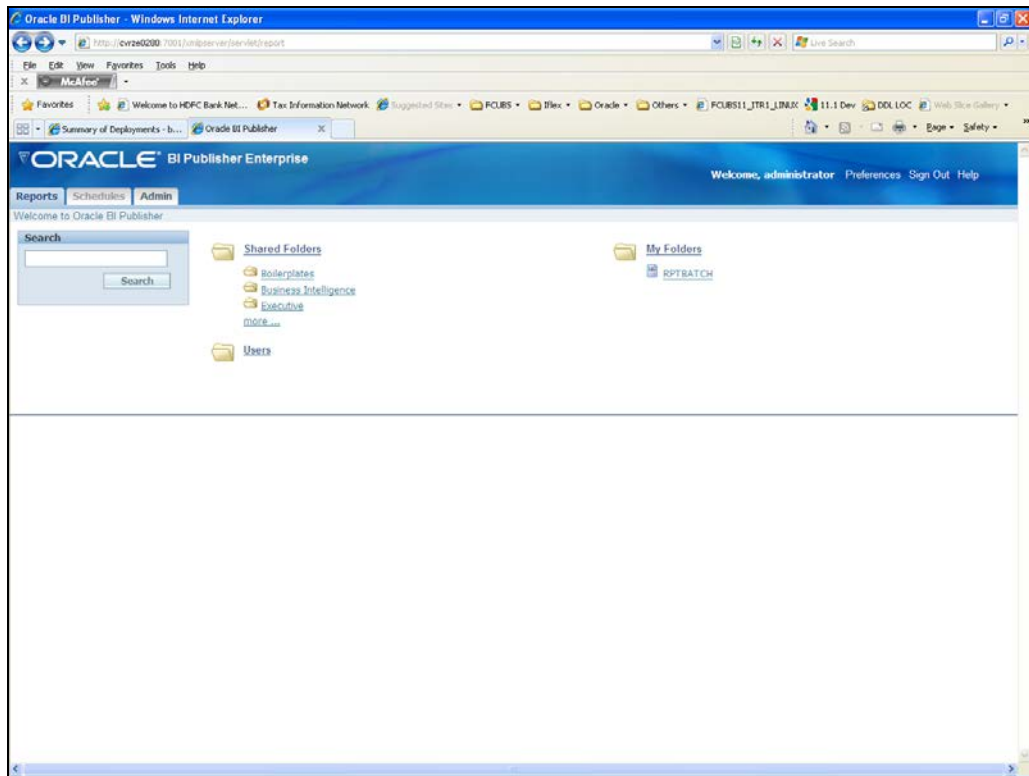 Oracle BI Publisher - Windows Internet Explorer
http://cvrze0200:7001/xmlpserver/servlet/report
Live Search
File Edit View Favorites Tools Help
x McAfee
Favorites Welcome to HDFC Bank Net... Tax Information Network Suggested Sites FCUBS Iflex Oracle Others FCUBS11_ITR1_LINUX 11.1 Dev DDL LOC Web Slice Gallery
Summary of Deployments - b... Oracle BI Publisher X Page Safety »
ORACLE BI Publisher Enterprise
Welcome, administrator Preferences Sign Out Help
Reports Schedules Admin
Welcome to Oracle BI Publisher
Search
Search
Shared Folders
Boilerplates
Business Intelligence
Executive
more ...
Users
My Folders
RPTBATCH